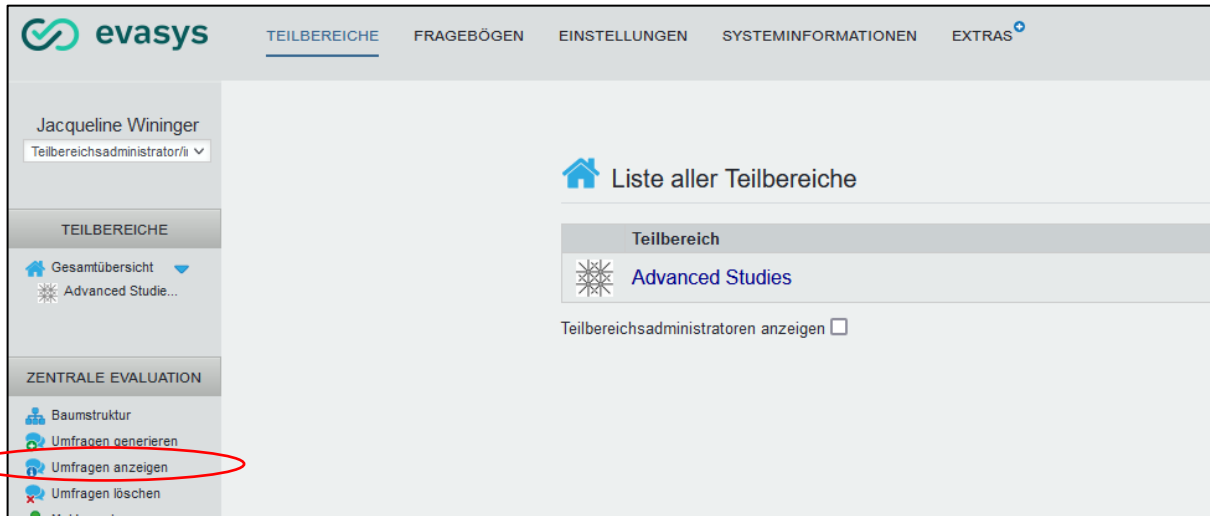 evasys
TEILBEREICHE FRAGEBÖGEN EINSTELLUNGEN SYSTEMINFORMATIONEN EXTRAS
Jacqueline Wininger
Teilbereichsadministrator/i
TEILBEREICHE
Gesamtübersicht
Advanced Studie...
ZENTRALE EVALUATION
Baumstruktur
Umfragen generieren
Umfragen anzeigen
Umfragen löschen
Liste aller Teilbereiche
Teilbereich
Advanced Studies
Teilbereichsadministratoren anzeigen